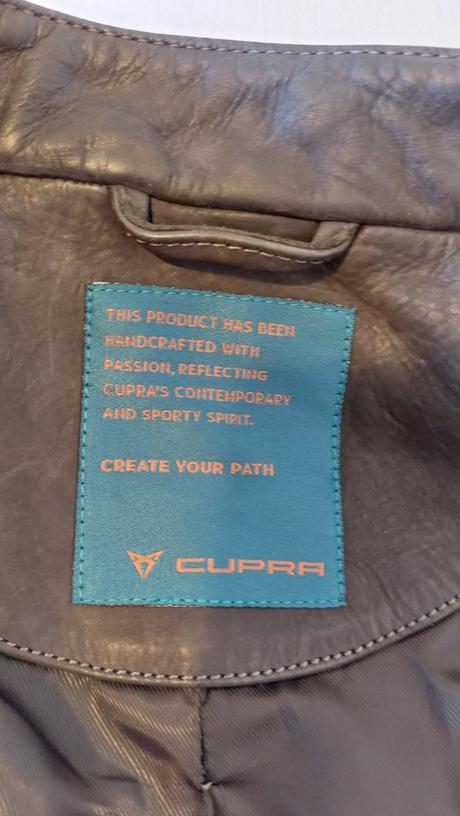 THIS PRODUCT HAS BEEN
HANDCRAFTED WITH
PASSION, REFLECTING
CUPRA'S CONTEMPORARY
AND SPORTY SPIRIT.
CREATE YOUR PATH
CUPRA